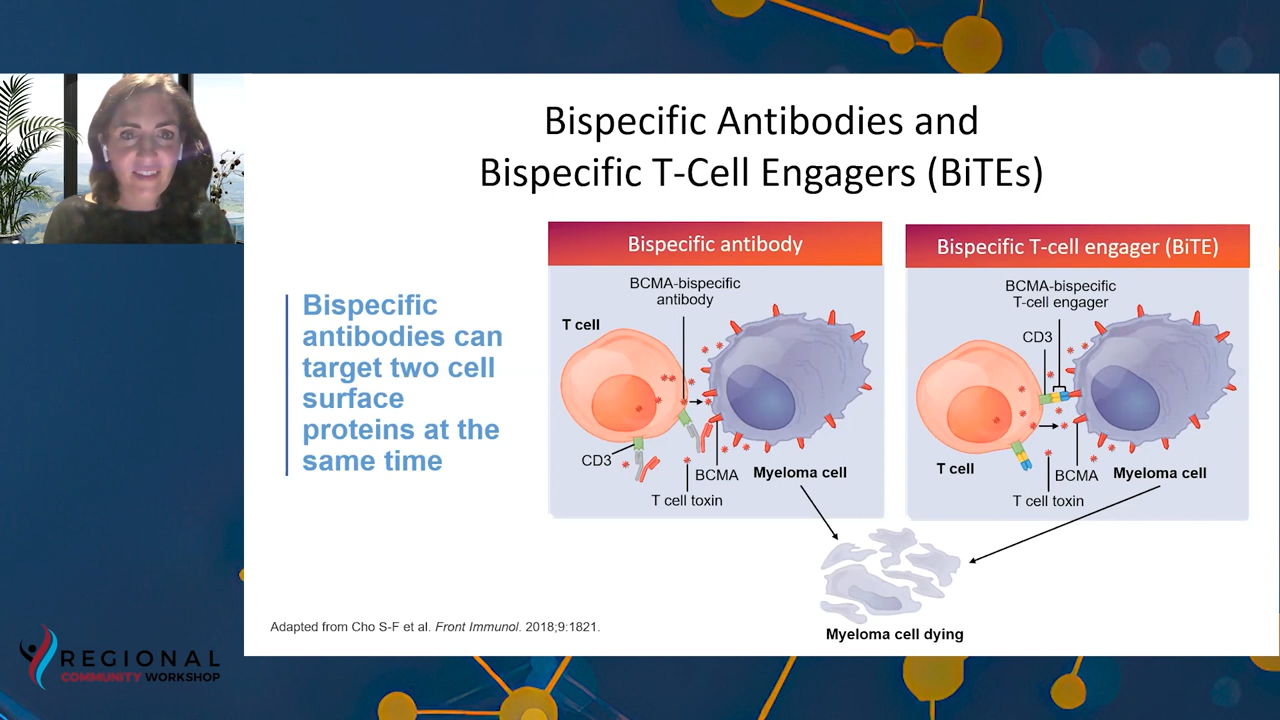 Bispecific Antibodies and
Bispecific T-Cell Engagers (BiTEs)
Bispecific
antibodies can
target two cell
surface
proteins at the
same time
Bispecific antibody
BCMA-bispecific
antibody
T cell
CD3
BCMA
Myeloma cell
T cell toxin
Bispecific T-cell engager (BiTE)
BCMA-bispecific
T-cell engager
CD3
T cell
BCMA
Myeloma cell
T cell toxin
Myeloma cell dying
Adapted from Cho S-F et al. Front Immunol. 2018;9:1821.
REGIONAL
COMMUNITY WORKSHOP